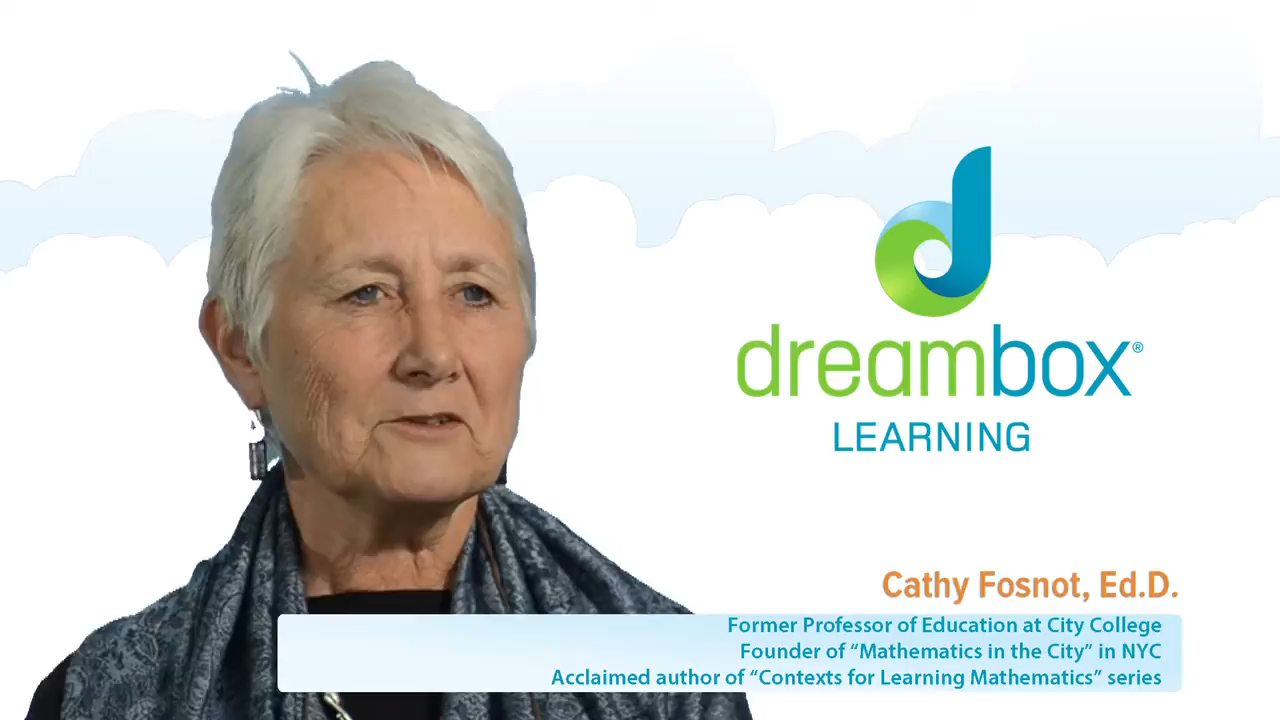 dreambox®
LEARNING
Cathy Fosnot, Ed.D.
Former Professor of Education at City College
Founder of “Mathematics in the City” in NYC
Acclaimed author of “Contexts for Learning Mathematics” series